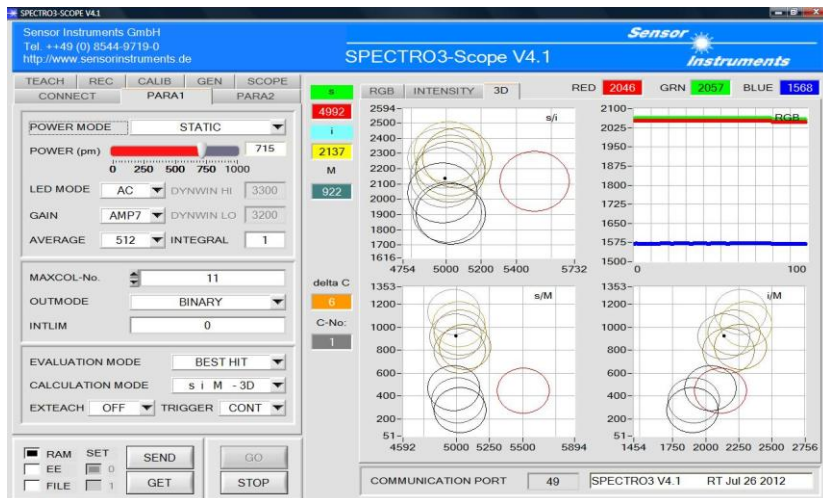 SPECTRO3-SCOPE V4.1
Sensor Instruments GmbH
Tel. ++49 (0) 8544-9719-0
http://www.sensorinstruments.de
SPECTRO3-Scope V4.1
Sensor
Instruments
TEACH REC CALIB GEN SCOPE
CONNECT PARA1 PARA2
POWER MODE STATIC
POWER (pm) 715
0 250 500 750 1000
LED MODE AC DYNWIN HI 3300
GAIN AMP7 DYNWIN LO 3200
AVERAGE 512 INTEGRAL 1
MAXCOL-No. 11
OUTMODE BINARY
INTLIM 0
EVALUATION MODE BEST HIT
CALCULATION MODE s i M - 3D
EXTEACH OFF TRIGGER CONT
RAM SET SEND GO
EE 0
FILE 1 GET STOP
s
4992
i
2137
M
922
delta C
6
C-No:
1
RGB INTENSITY 3D RED 2046 GRN 2057 BLUE 1568
s/i
2594-
2500-
2400-
2300-
2200-
2100-
2000-
1900-
1800-
1700-
1616-
4754 5000 5200 5400 5732
RGB
2100-
2025-
1950-
1875-
1800-
1725-
1650-
1575-
1500-
0 100
s/M
1353-
1200-
1000-
800-
600-
400-
200-
51-
4592 5000 5250 5500 5894
i/M
1353-
1200-
1000-
800-
600-
400-
200-
51-
1454 1750 2000 2250 2500 2756
COMMUNICATION PORT 49 SPECTRO3 V4.1 RT Jul 26 2012